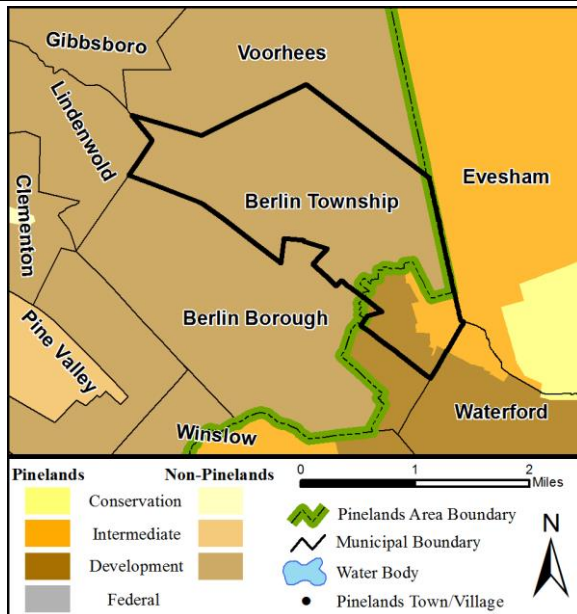 Gibbsboro
Voorhees
Lindenwold
Evesham
Clementon
Berlin Township
Berlin Borough
Pine Valley
Waterford
Winslow
Pinelands Non-Pinelands
Conservation
Intermediate
Development
Federal
0 1 2
Miles
Pinelands Area Boundary
Municipal Boundary
Water Body
Pinelands Town/Village
N